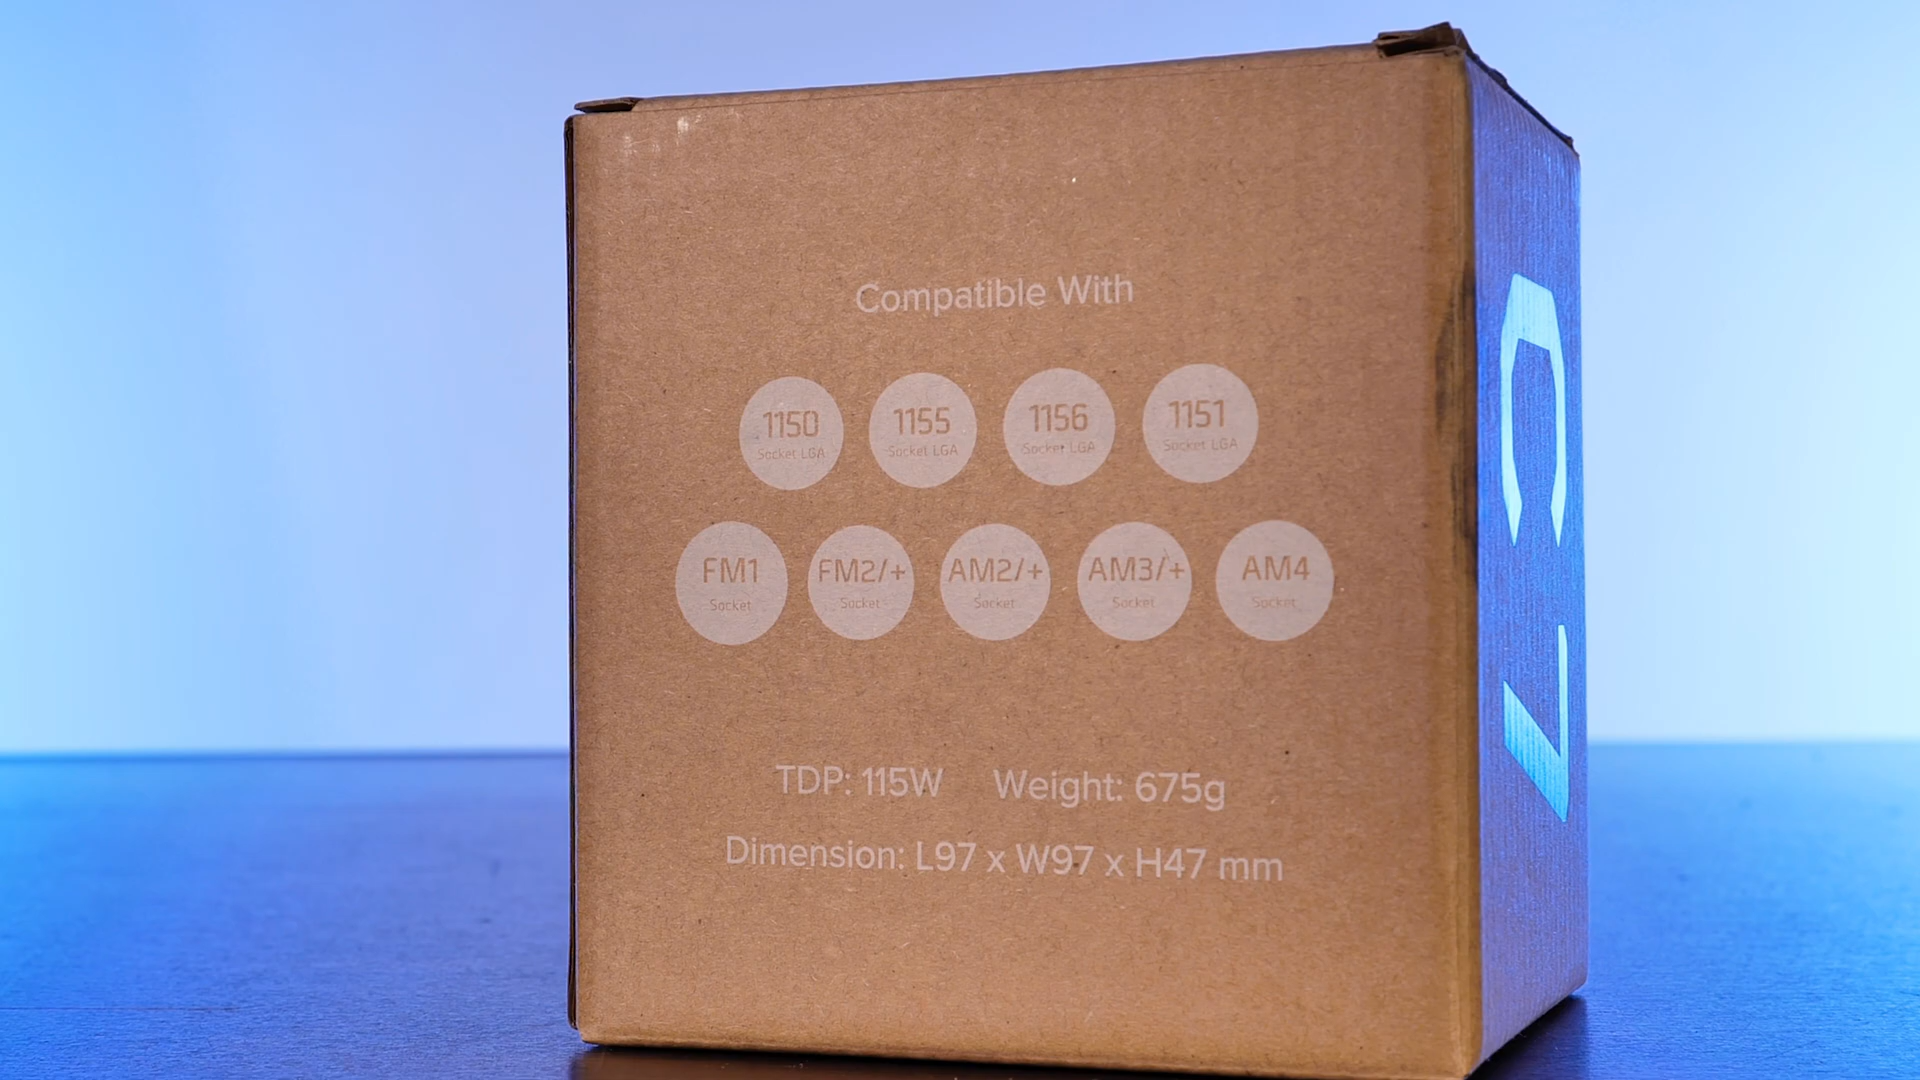 Compatible With
1150 1155 1156 1151
Socket LGA Socket LGA Socket LGA Socket LGA
FM1 FM2/+ AM2/+ AM3/+ AM4
Socket Socket Socket Socket Socket
TDP: 115W Weight: 675g
Dimension: L97 x W97 x H47 mm
C7